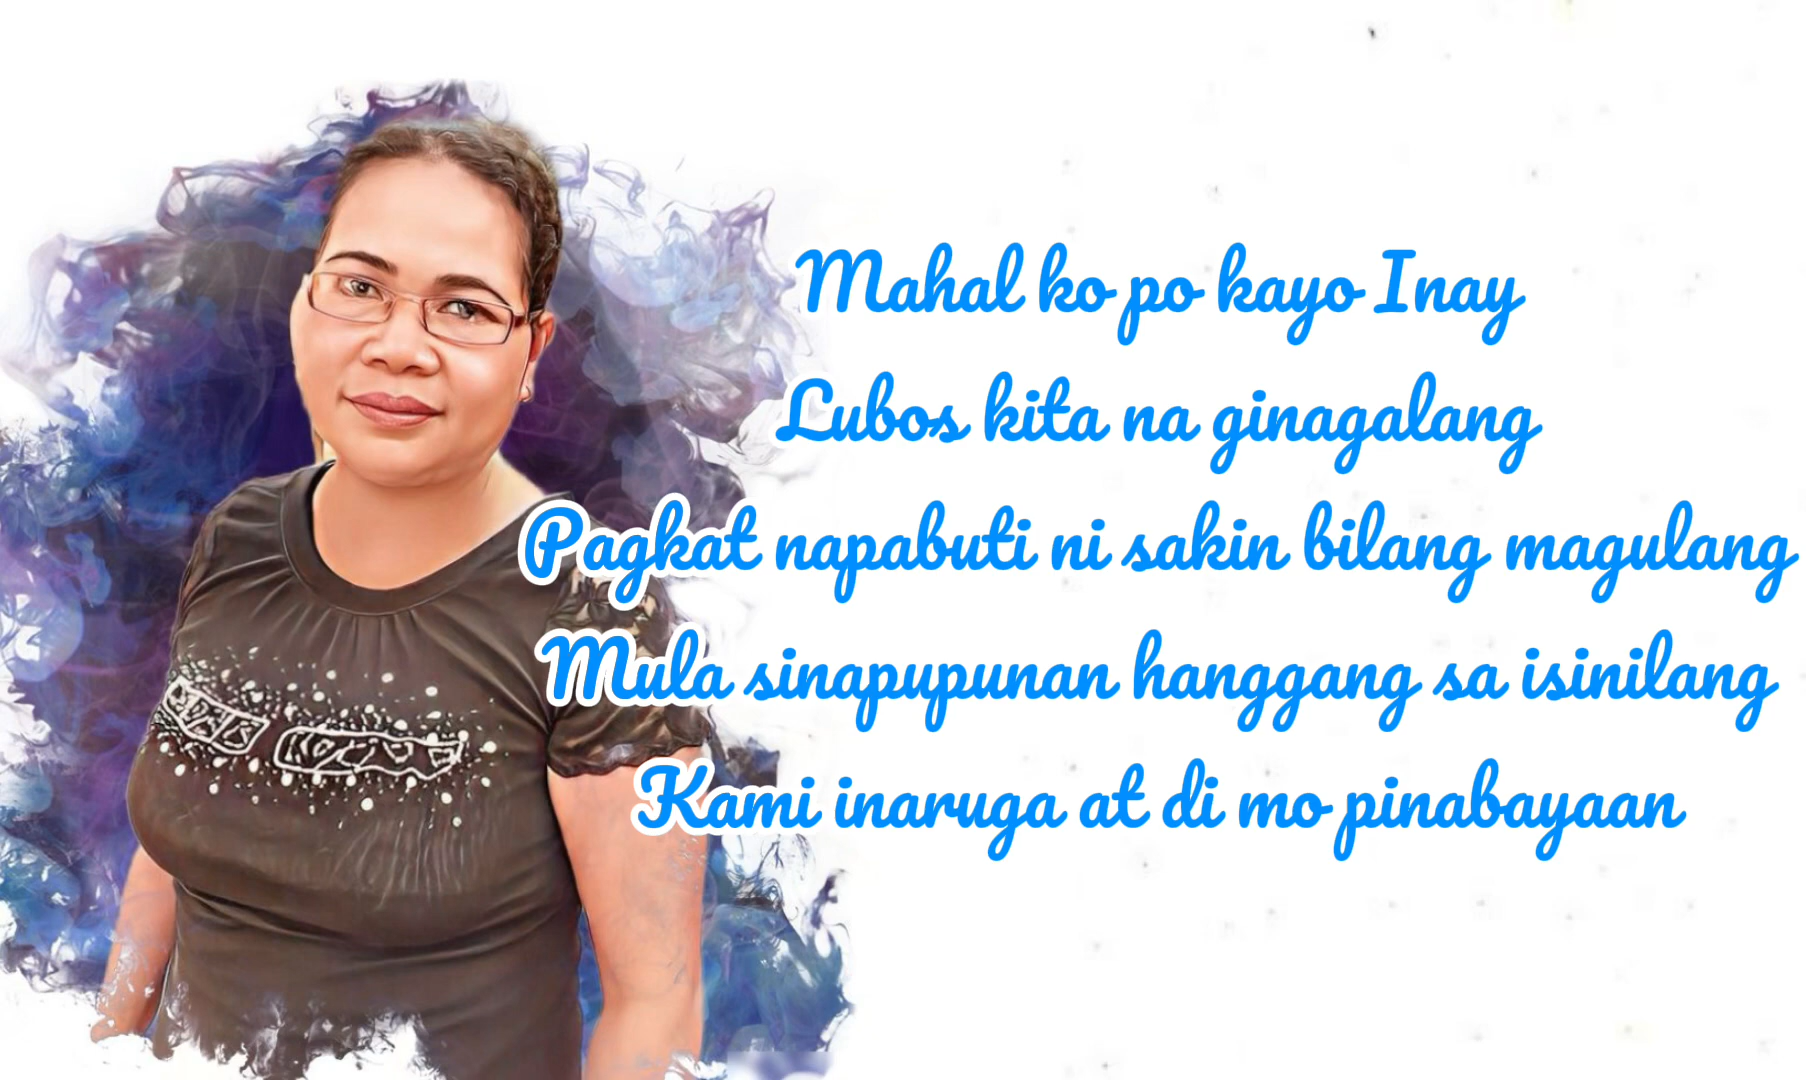 Mahal ko po kayo Inay
Lubos kita na ginagalang
Pagkat napabuti ni sakin bilang magulang
Mula sinapupunan hanggang sa isinilang
Kami inaruga at di mo pinabayaan